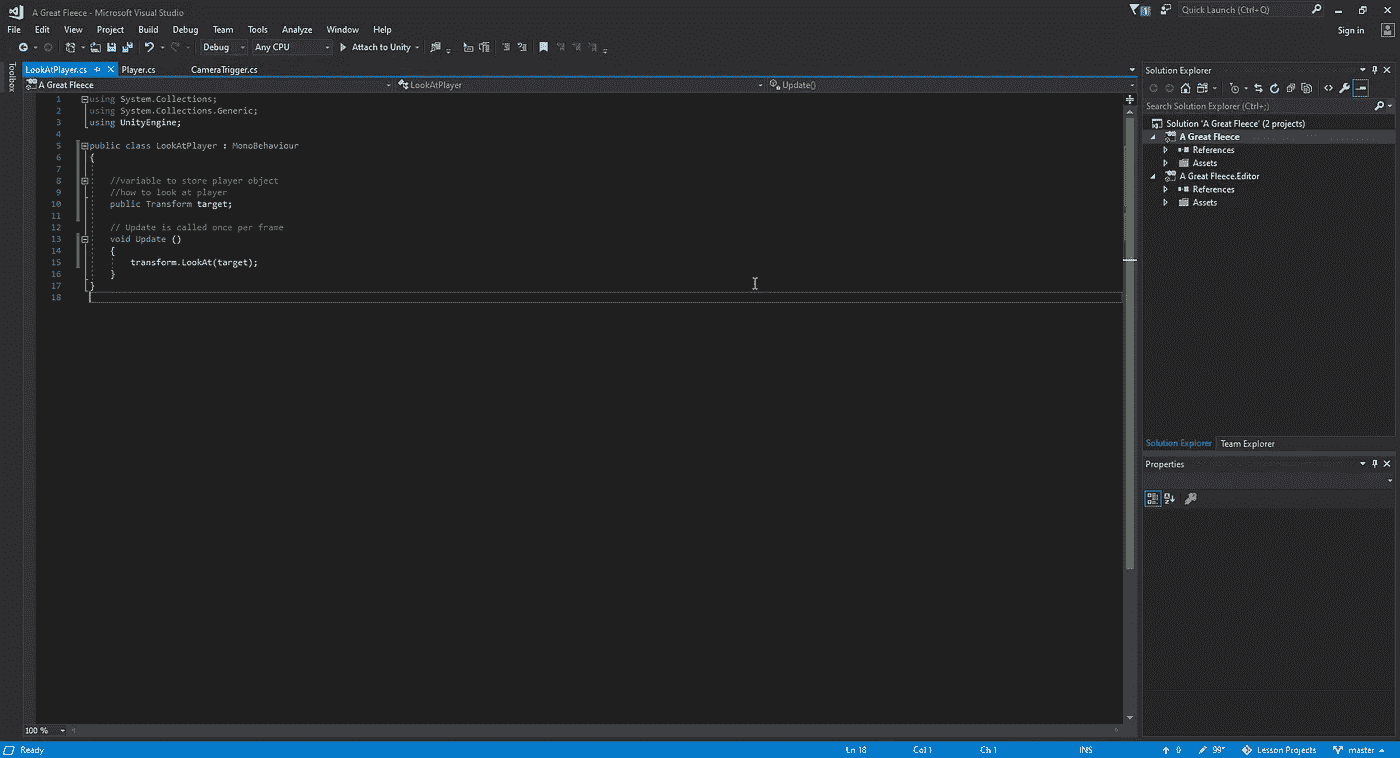 A Great Fleece - Microsoft Visual Studio
Quick Launch (Ctrl+Q)
File Edit View Project Build Debug Team Tools Analyze Window Help
Sign in
Debug Any CPU Attach to Unity
Toolbox
LookAtPlayer.cs Player.cs CameraTrigger.cs
A Great Fleece LookAtPlayer Update()
1 using System.Collections;
2 using System.Collections.Generic;
3 using UnityEngine;
4
5 public class LookAtPlayer : MonoBehaviour
6 {
7
8 //variable to store player object
9 //how to look at player
10 public Transform target;
11
12 // Update is called once per frame
13 void Update ()
14 {
15 transform.LookAt(target);
16 }
17 }
18
100 %
Solution Explorer
Search Solution Explorer (Ctrl+;)
Solution 'A Great Fleece' (2 projects)
A Great Fleece
References
Assets
A Great Fleece.Editor
References
Assets
Solution Explorer Team Explorer
Properties
Ready Ln 18 Col 1 Ch 1 INS 0 99* Lesson Projects master